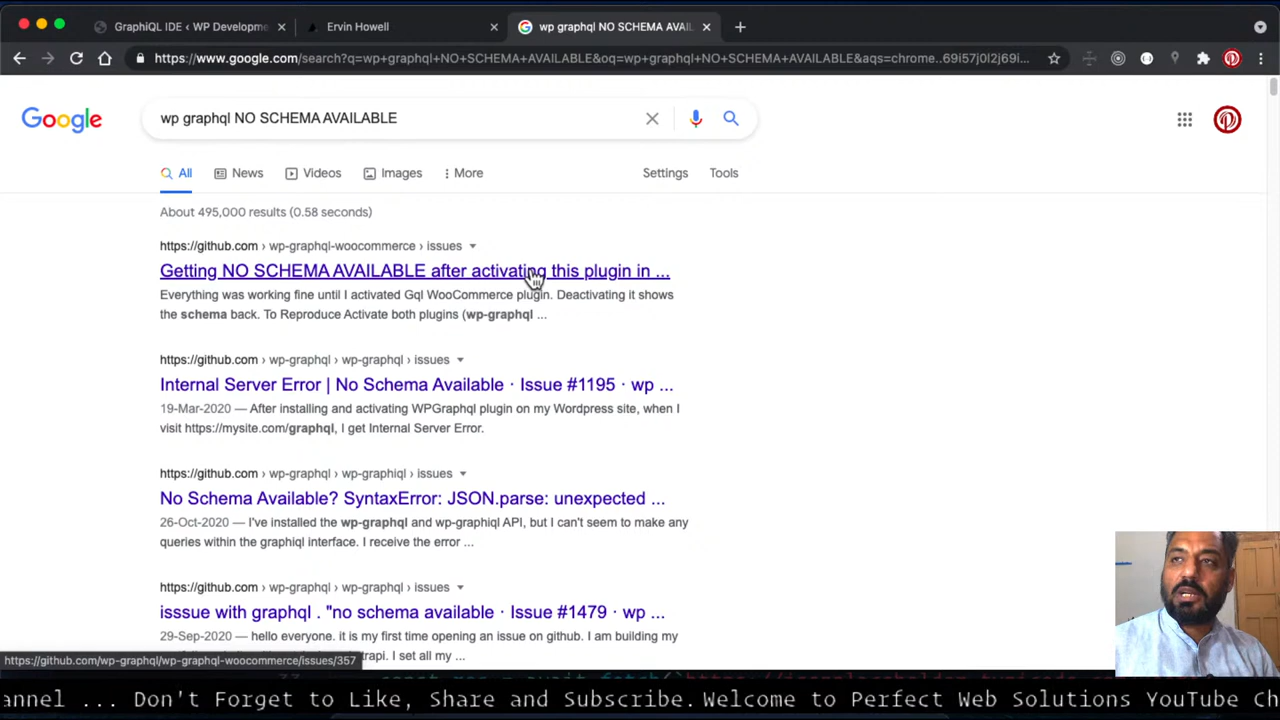 GraphiQL IDE ‹ WP Developme
Ervin Howell
wp graphql NO SCHEMA AVAIL
https://www.google.com/search?q=wp+graphql+NO+SCHEMA+AVAILABLE&oq=wp+graphql+NO+SCHEMA+AVAILABLE&aqs=chrome..69i57j0l2j69i...
Google
wp graphql NO SCHEMA AVAILABLE
All News Videos Images More Settings Tools
About 495,000 results (0.58 seconds)
https://github.com › wp-graphql-woocommerce › issues
Getting NO SCHEMA AVAILABLE after activating this plugin in ...
Everything was working fine until I activated Gql WooCommerce plugin. Deactivating it shows
the schema back. To Reproduce Activate both plugins (wp-graphql ...
https://github.com › wp-graphql › wp-graphql › issues
Internal Server Error | No Schema Available · Issue #1195 · wp ...
19-Mar-2020 — After installing and activating WPGraphql plugin on my Wordpress site, when I
visit https://mysite.com/graphql, I get Internal Server Error.
https://github.com › wp-graphql › wp-graphiql › issues
No Schema Available? SyntaxError: JSON.parse: unexpected ...
26-Oct-2020 — I've installed the wp-graphql and wp-graphiql API, but I can't seem to make any
queries within the graphiql interface. I receive the error ...
https://github.com › wp-graphql › wp-graphql › issues
isssue with graphql . "no schema available · Issue #1479 · wp ...
29-Sep-2020 — hello everyone. it is my first time opening an issue on github. I am building my
trapi. I set all my ...
https://github.com/wp-graphql/wp-graphql-woocommerce/issues/357
annel ... Don't Forget to Like, Share and Subscribe.Welcome to Perfect Web Solutions YouTube Ch